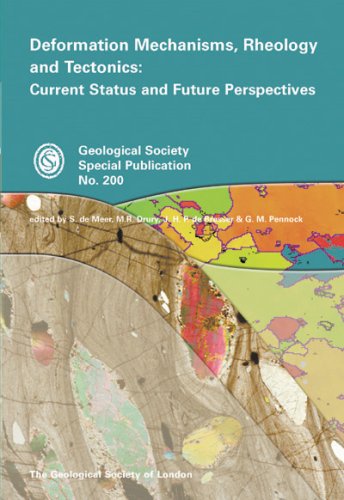 Deformation Mechanisms, Rheology
and Tectonics:
Current Status and Future Perspectives
Geological Society
Special Publication
No. 200
edited by S. de Meer, M.R. Drury, J. H. P. de Bresser & G. M. Pennock
The Geological Society of London